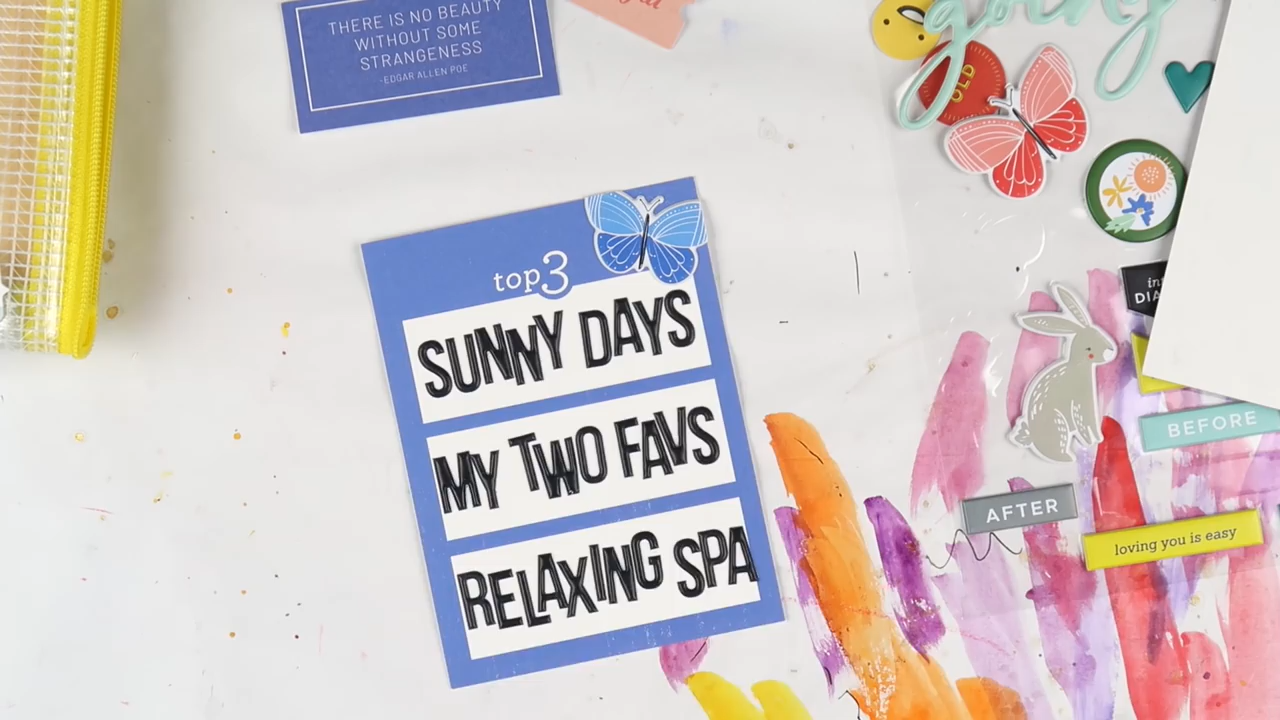 THERE IS NO BEAUTY
WITHOUT SOME
STRANGENESS
-EDGAR ALLEN POE
going
OLD
top3
SUNNY DAYS
MY TWO FAVS
RELAXING SPA
BEFORE
AFTER
loving you is easy